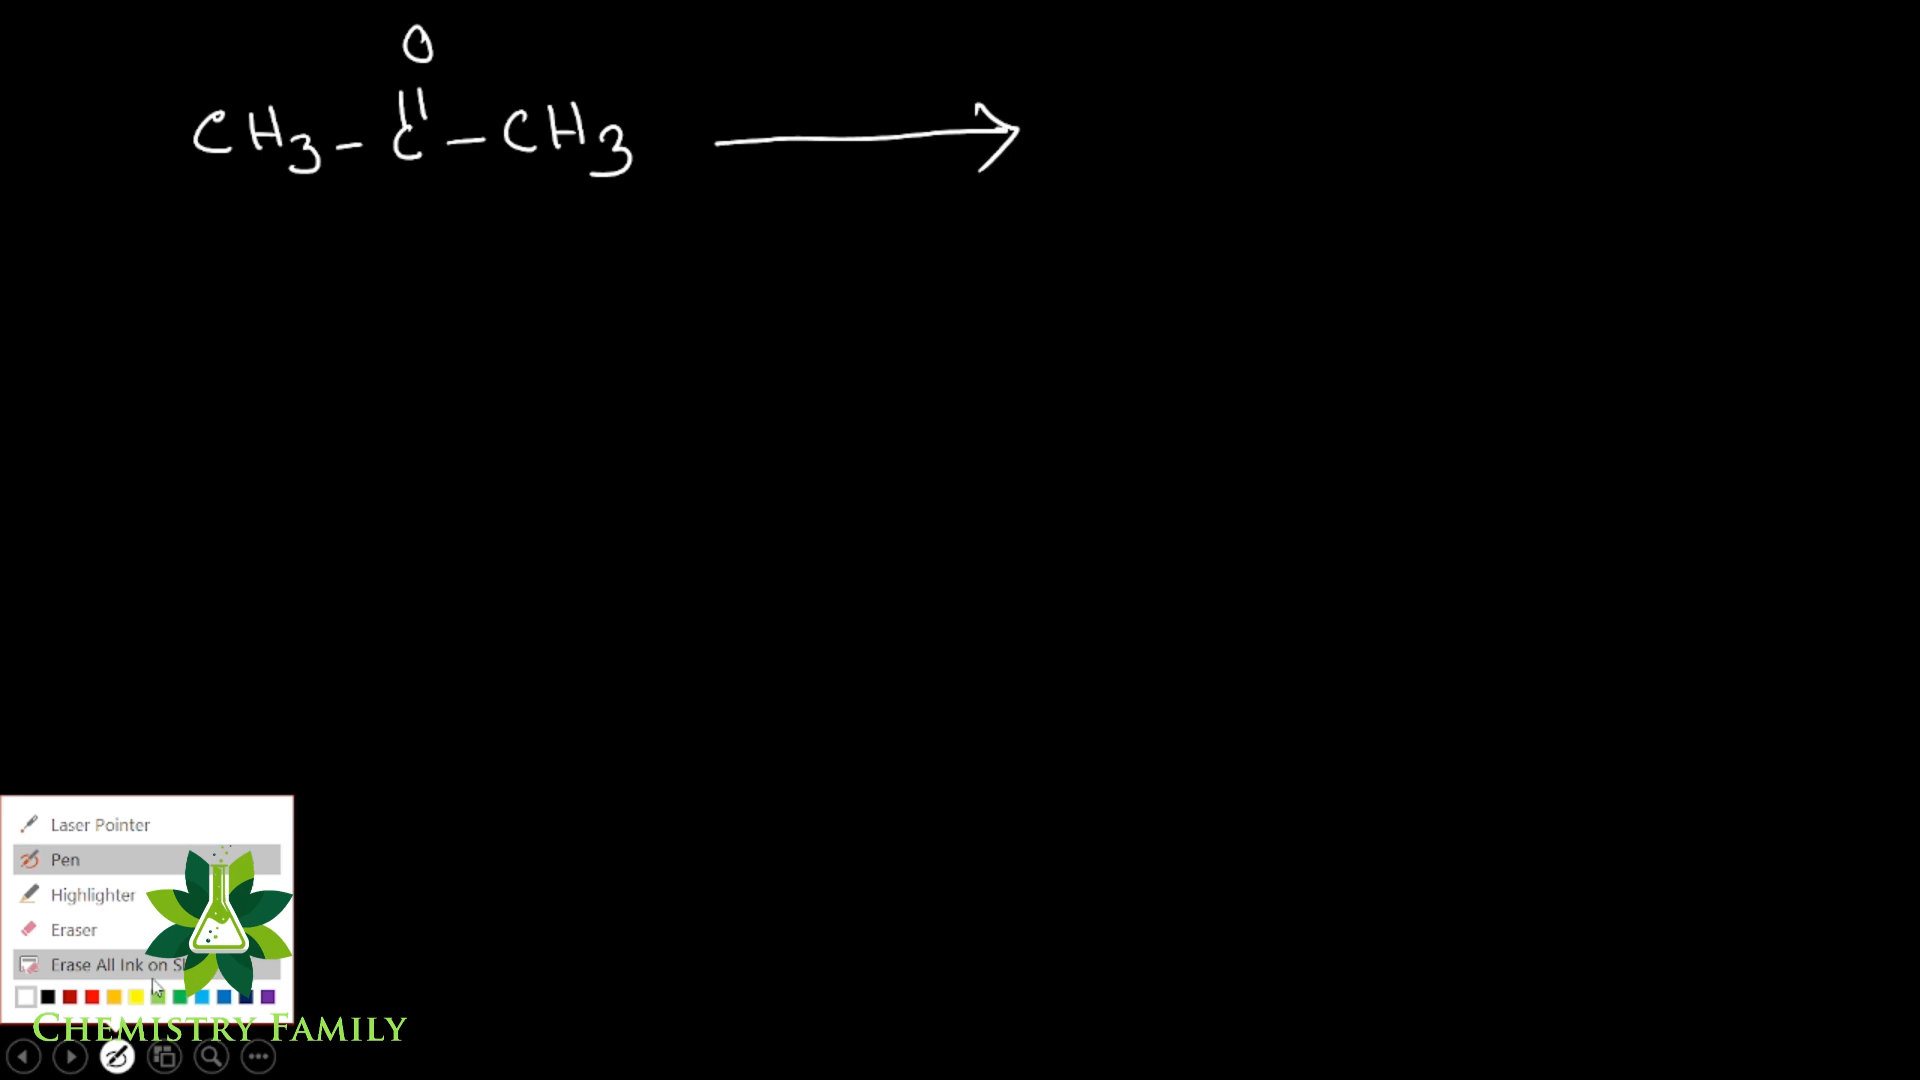 O
||
CH3 - C - CH3 ⟶
Laser Pointer
Pen
Highlighter
Eraser
Erase All Ink on
CHEMISTRY FAMILY